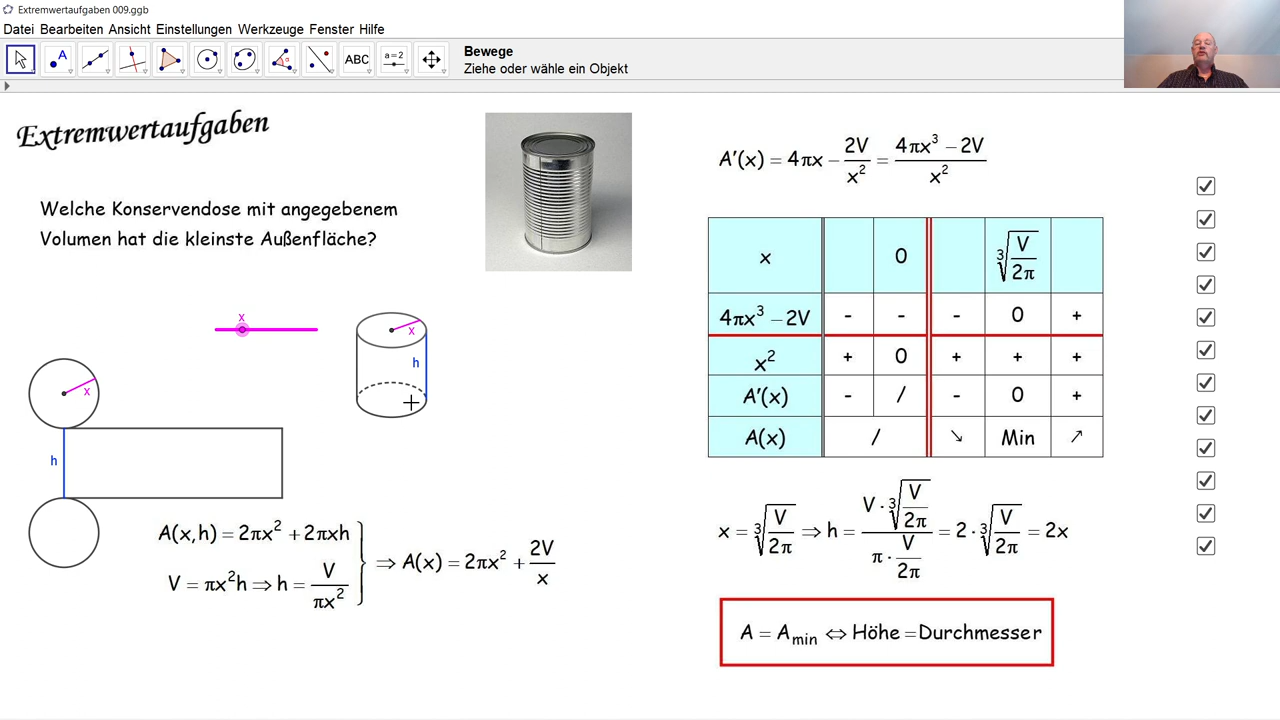 Extremwertaufgaben 009.ggb
Datei Bearbeiten Ansicht Einstellungen Werkzeuge Fenster Hilfe
A
ABC
a=2
Bewege
Ziehe oder wähle ein Objekt
Extremwertaufgaben
Welche Konservendose mit angegebenem
Volumen hat die kleinste Außenfläche?
x
x
h
x
h
A(x,h) = 2πx² + 2πxh
V = πx²h ⇒ h = V/(πx²)
⇒ A(x) = 2πx² + 2V/x
A′(x) = 4πx − 2V/x² = (4πx³ − 2V)/x²
x 0 ∛(V/2π)
4πx³ − 2V - - - 0 +
x² + 0 + + +
A′(x) - / - 0 +
A(x) / ↘ Min ↗
x = ∛(V/2π) ⇒ h = (V · ∛(V/2π))/(π · V/2π) = 2 · ∛(V/2π) = 2x
A = Amin ⇔ Höhe = Durchmesser